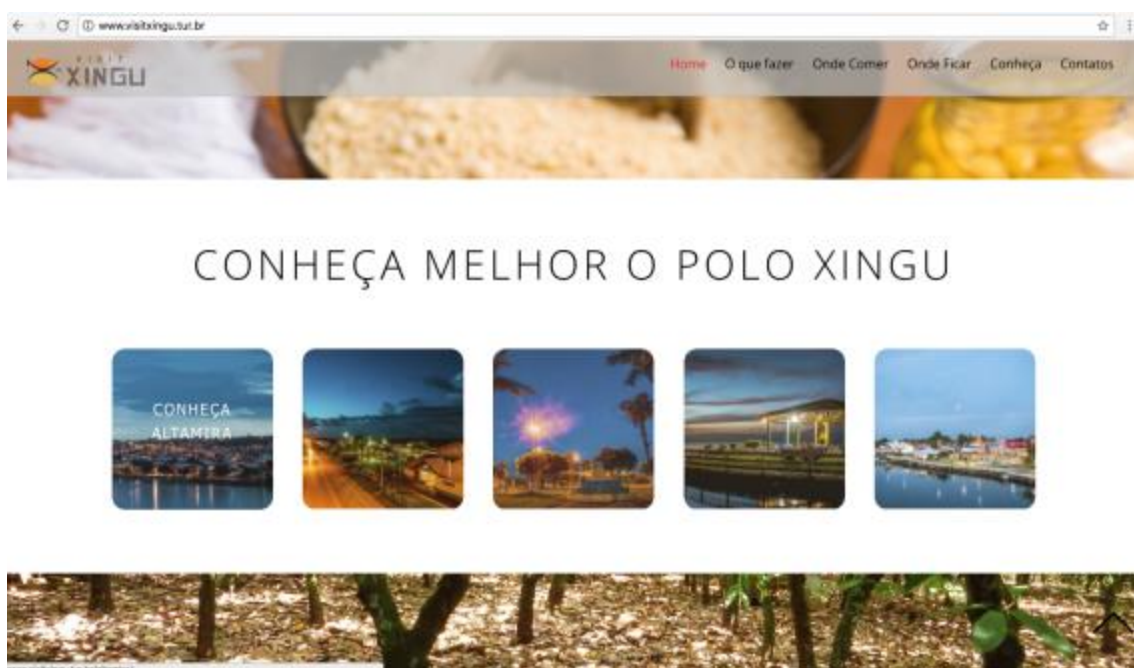 www.visitxingu.tur.br
VISIT
XINGU
Home O que fazer Onde Comer Onde Ficar Conheça Contatos
CONHEÇA MELHOR O POLO XINGU
CONHEÇA
ALTAMIRA